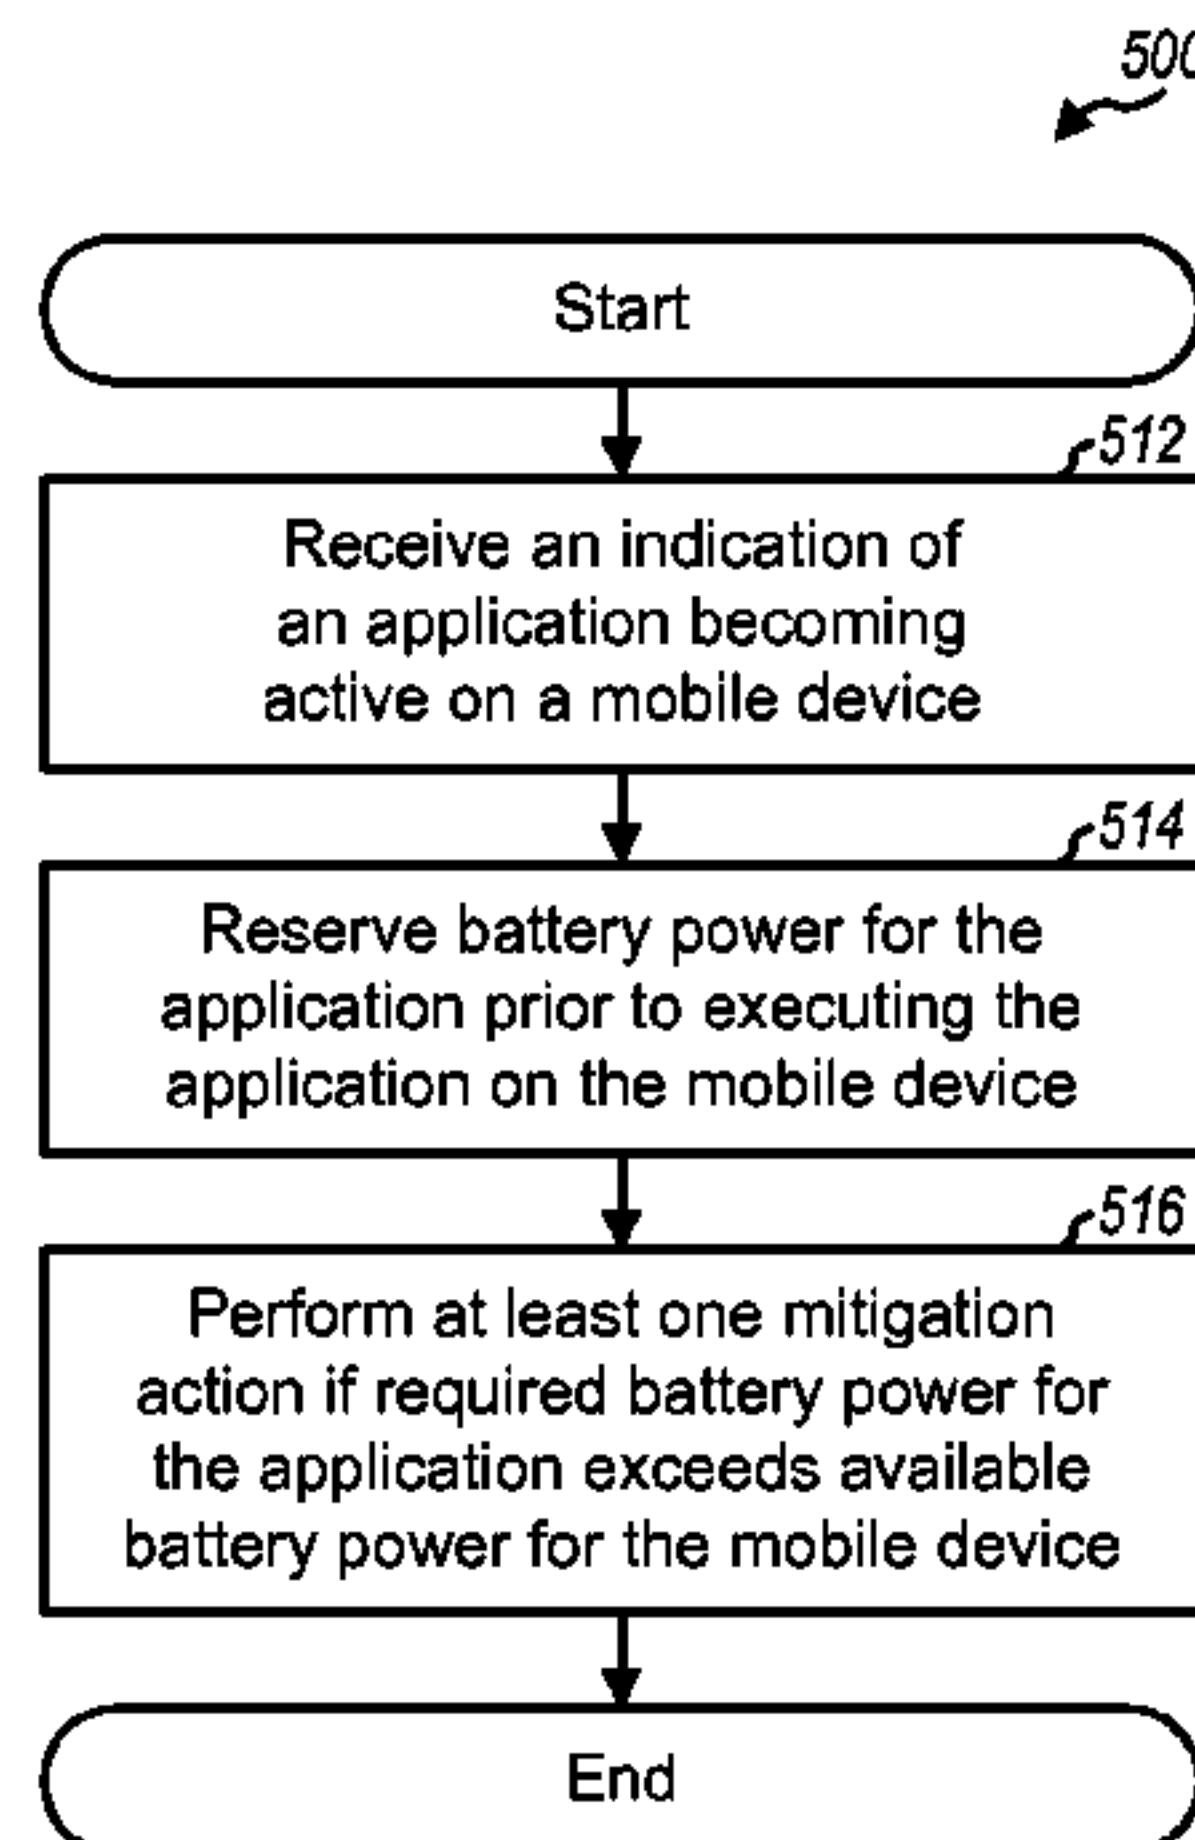 500
Start
512
Receive an indication of
an application becoming
active on a mobile device
514
Reserve battery power for the
application prior to executing the
application on the mobile device
516
Perform at least one mitigation
action if required battery power for
the application exceeds available
battery power for the mobile device
End